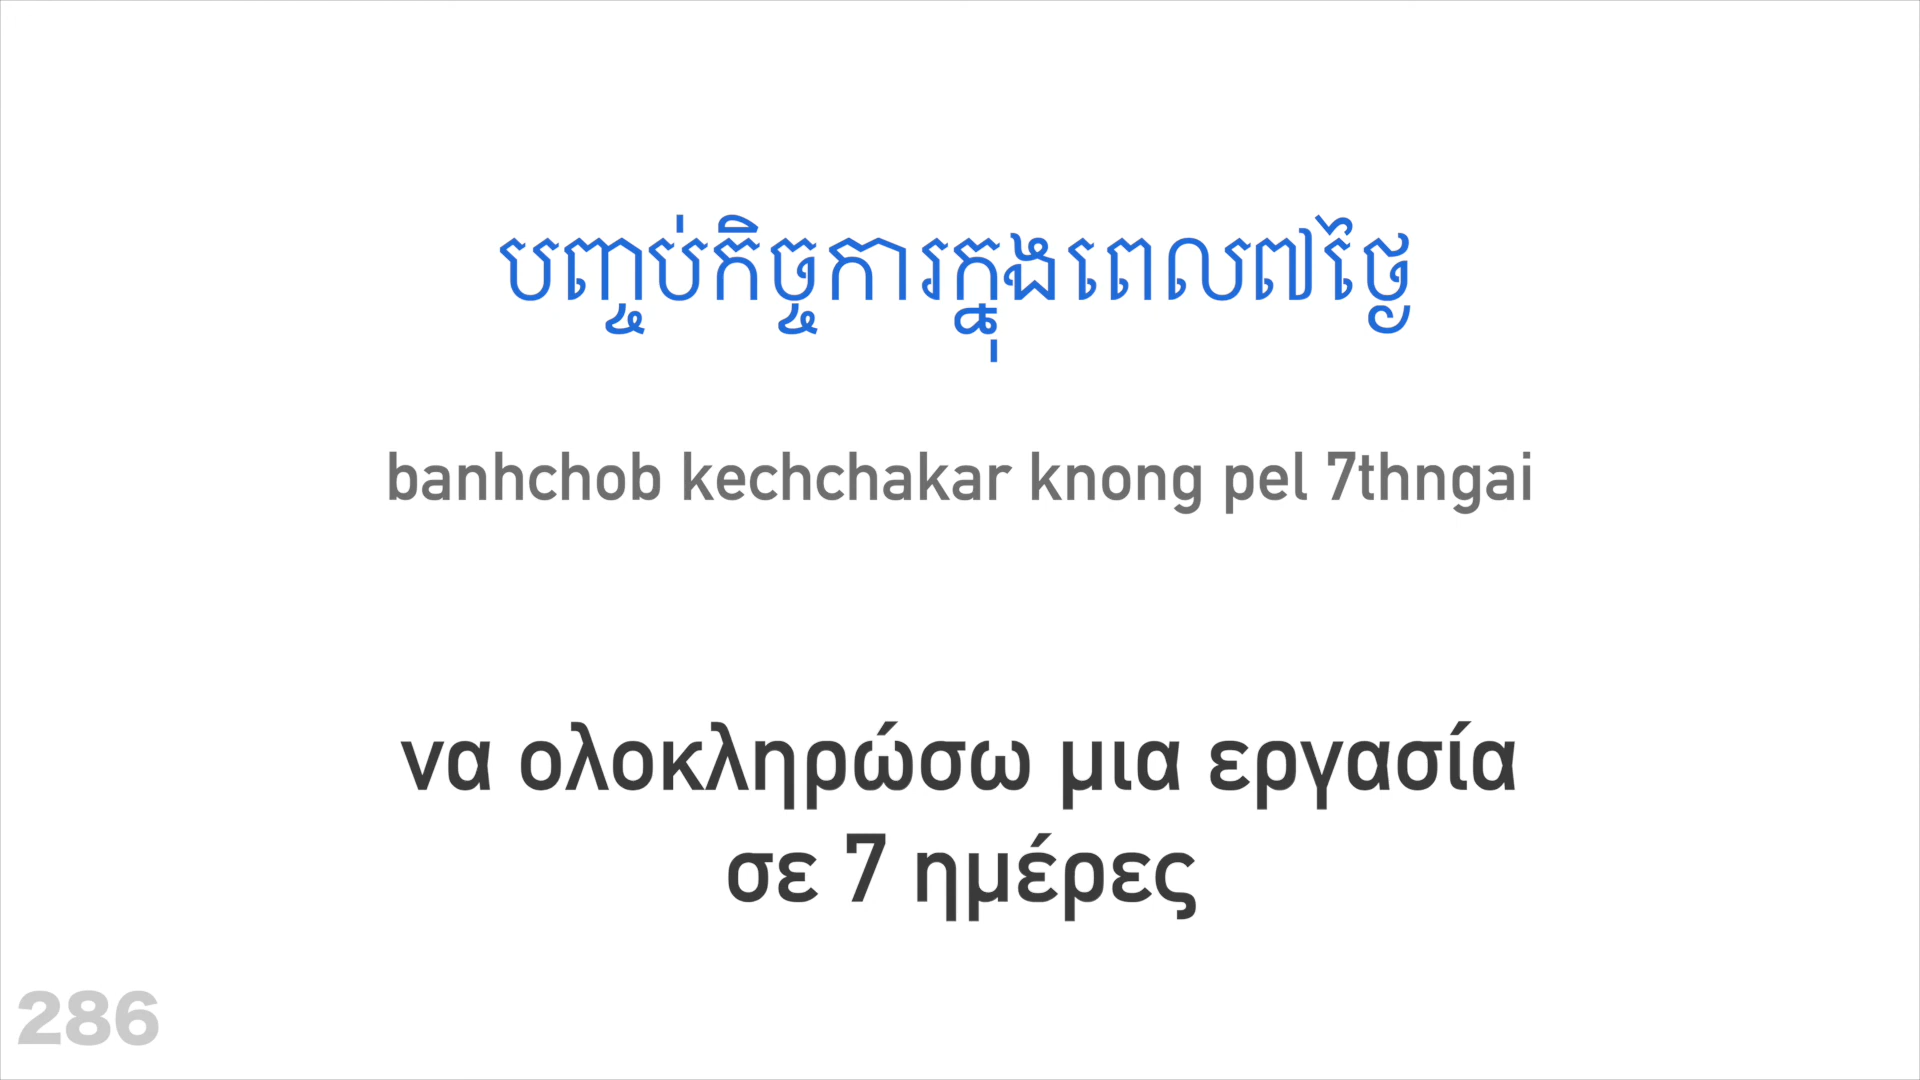 បញ្ចប់កិច្ចការក្នុងពេល៧ថ្ងៃ
banhchob kechchakar knong pel 7thngai
να ολοκληρώσω μια εργασία
σε 7 ημέρες
286